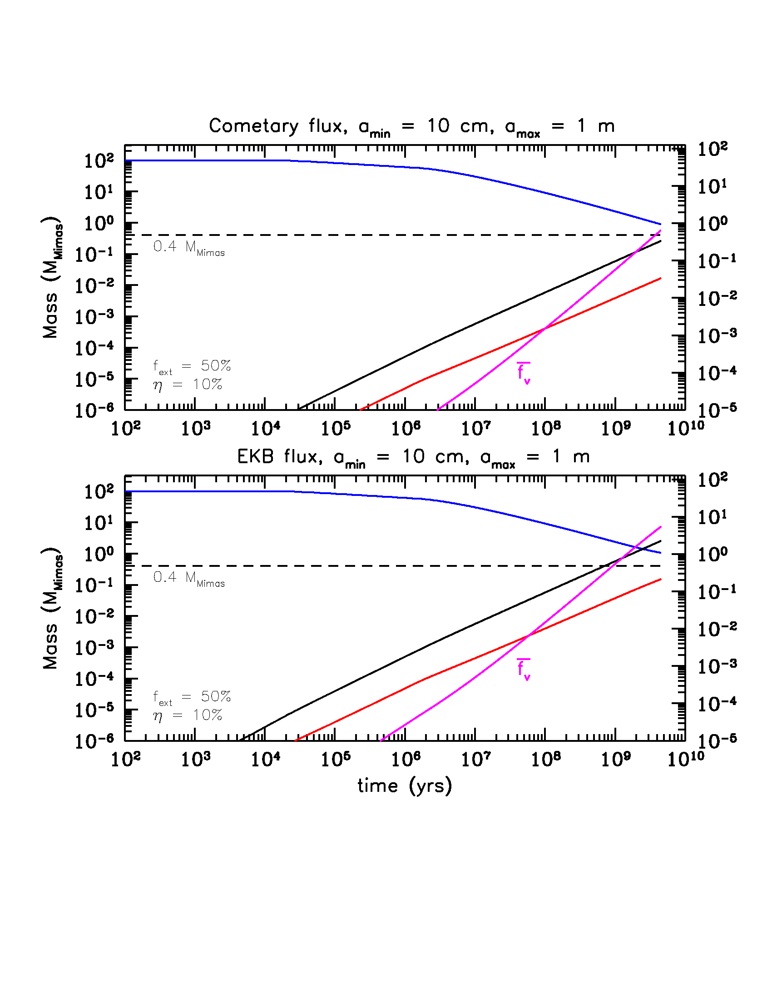 Cometary flux, a_min = 10 cm, a_max = 1 m
Mass (M_Mimas)
10² 10¹ 10⁰ 10⁻¹ 10⁻² 10⁻³ 10⁻⁴ 10⁻⁵ 10⁻⁶
10² 10¹ 10⁰ 10⁻¹ 10⁻² 10⁻³ 10⁻⁴ 10⁻⁵
0.4 M_Mimas
f_ext = 50%
η = 10%
f̅_v
10² 10³ 10⁴ 10⁵ 10⁶ 10⁷ 10⁸ 10⁹ 10¹⁰
EKB flux, a_min = 10 cm, a_max = 1 m
Mass (M_Mimas)
10² 10¹ 10⁰ 10⁻¹ 10⁻² 10⁻³ 10⁻⁴ 10⁻⁵ 10⁻⁶
10² 10¹ 10⁰ 10⁻¹ 10⁻² 10⁻³ 10⁻⁴ 10⁻⁵
0.4 M_Mimas
f_ext = 50%
η = 10%
f̅_v
10² 10³ 10⁴ 10⁵ 10⁶ 10⁷ 10⁸ 10⁹ 10¹⁰
time (yrs)